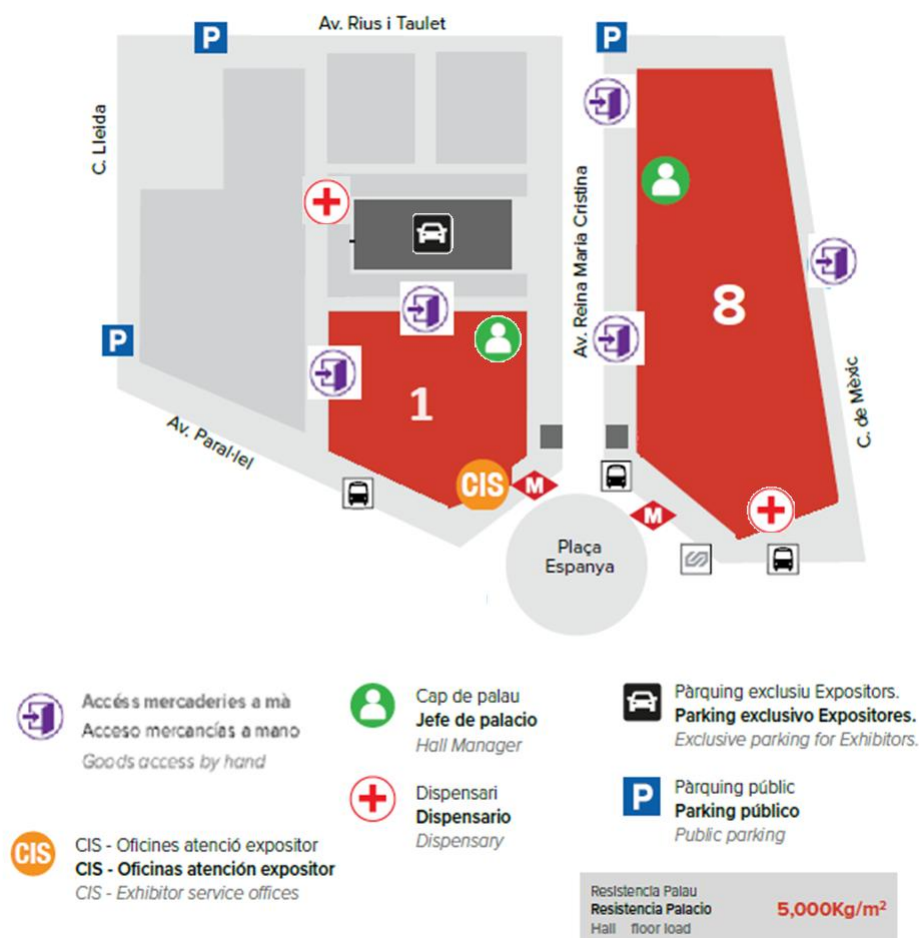 Av. Rius i Taulet
P
P
C. Lleida
Av. Reina Maria Cristina
8
P
1
C. de Mèxic
Av. Paral·lel
CIS
M
M
Plaça
Espanya
Accés mercaderies a mà
Acceso mercancías a mano
Goods access by hand
Cap de palau
Jefe de palacio
Hall Manager
Pàrquing exclusiu Expositors.
Parking exclusivo Expositores.
Exclusive parking for Exhibitors.
Dispensari
Dispensario
Dispensary
P
Pàrquing públic
Parking público
Public parking
CIS
CIS - Oficines atenció expositor
CIS - Oficinas atención expositor
CIS - Exhibitor service offices
Resistencia Palau
Resistencia Palacio
Hall floor load
5,000Kg/m²